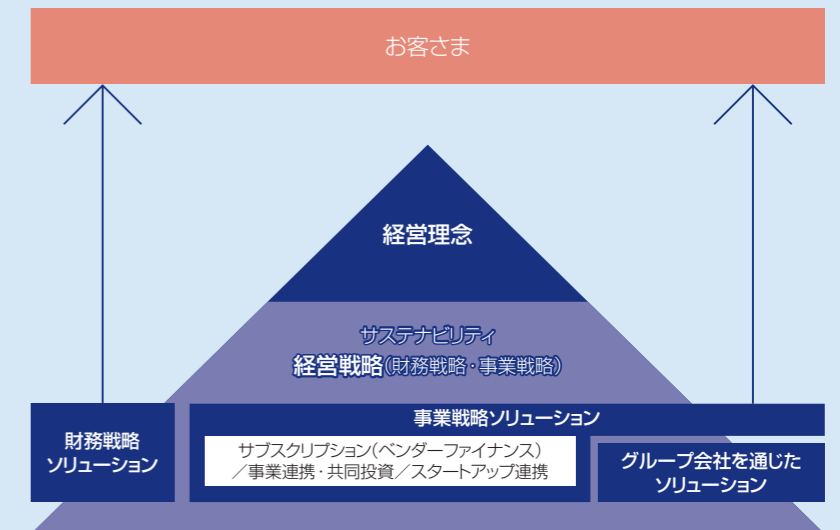 お客さま
経営理念
サステナビリティ
経営戦略(財務戦略・事業戦略)
財務戦略
ソリューション
事業戦略ソリューション
サブスクリプション(ベンダーファイナンス)
／事業連携・共同投資／スタートアップ連携
グループ会社を通じた
ソリューション